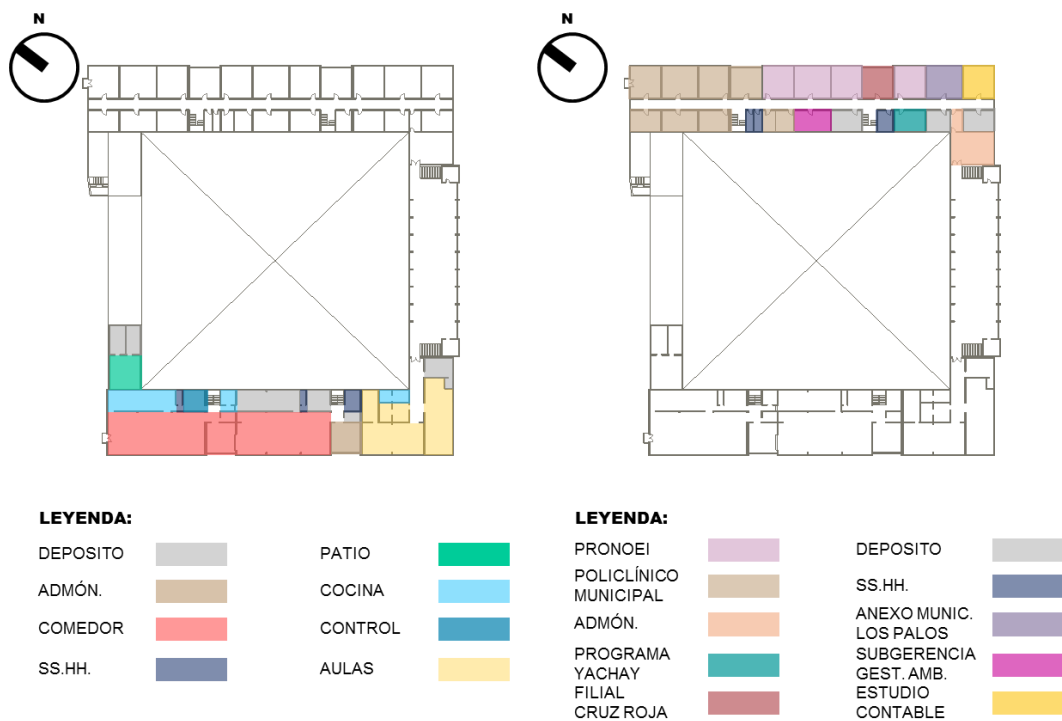 N
N
LEYENDA:
DEPOSITO
PATIO
ADMÓN.
COCINA
COMEDOR
CONTROL
SS.HH.
AULAS
LEYENDA:
PRONOEI
DEPOSITO
POLICLÍNICO
MUNICIPAL
SS.HH.
ADMÓN.
ANEXO MUNIC.
LOS PALOS
PROGRAMA
YACHAY
SUBGERENCIA
GEST. AMB.
FILIAL
CRUZ ROJA
ESTUDIO
CONTABLE